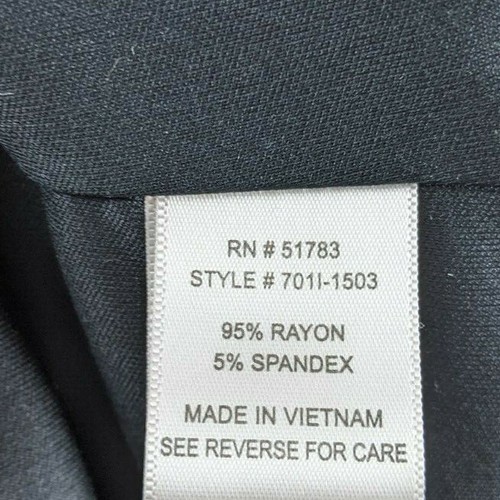 RN # 51783
STYLE # 701I-1503
95% RAYON
5% SPANDEX
MADE IN VIETNAM
SEE REVERSE FOR CARE